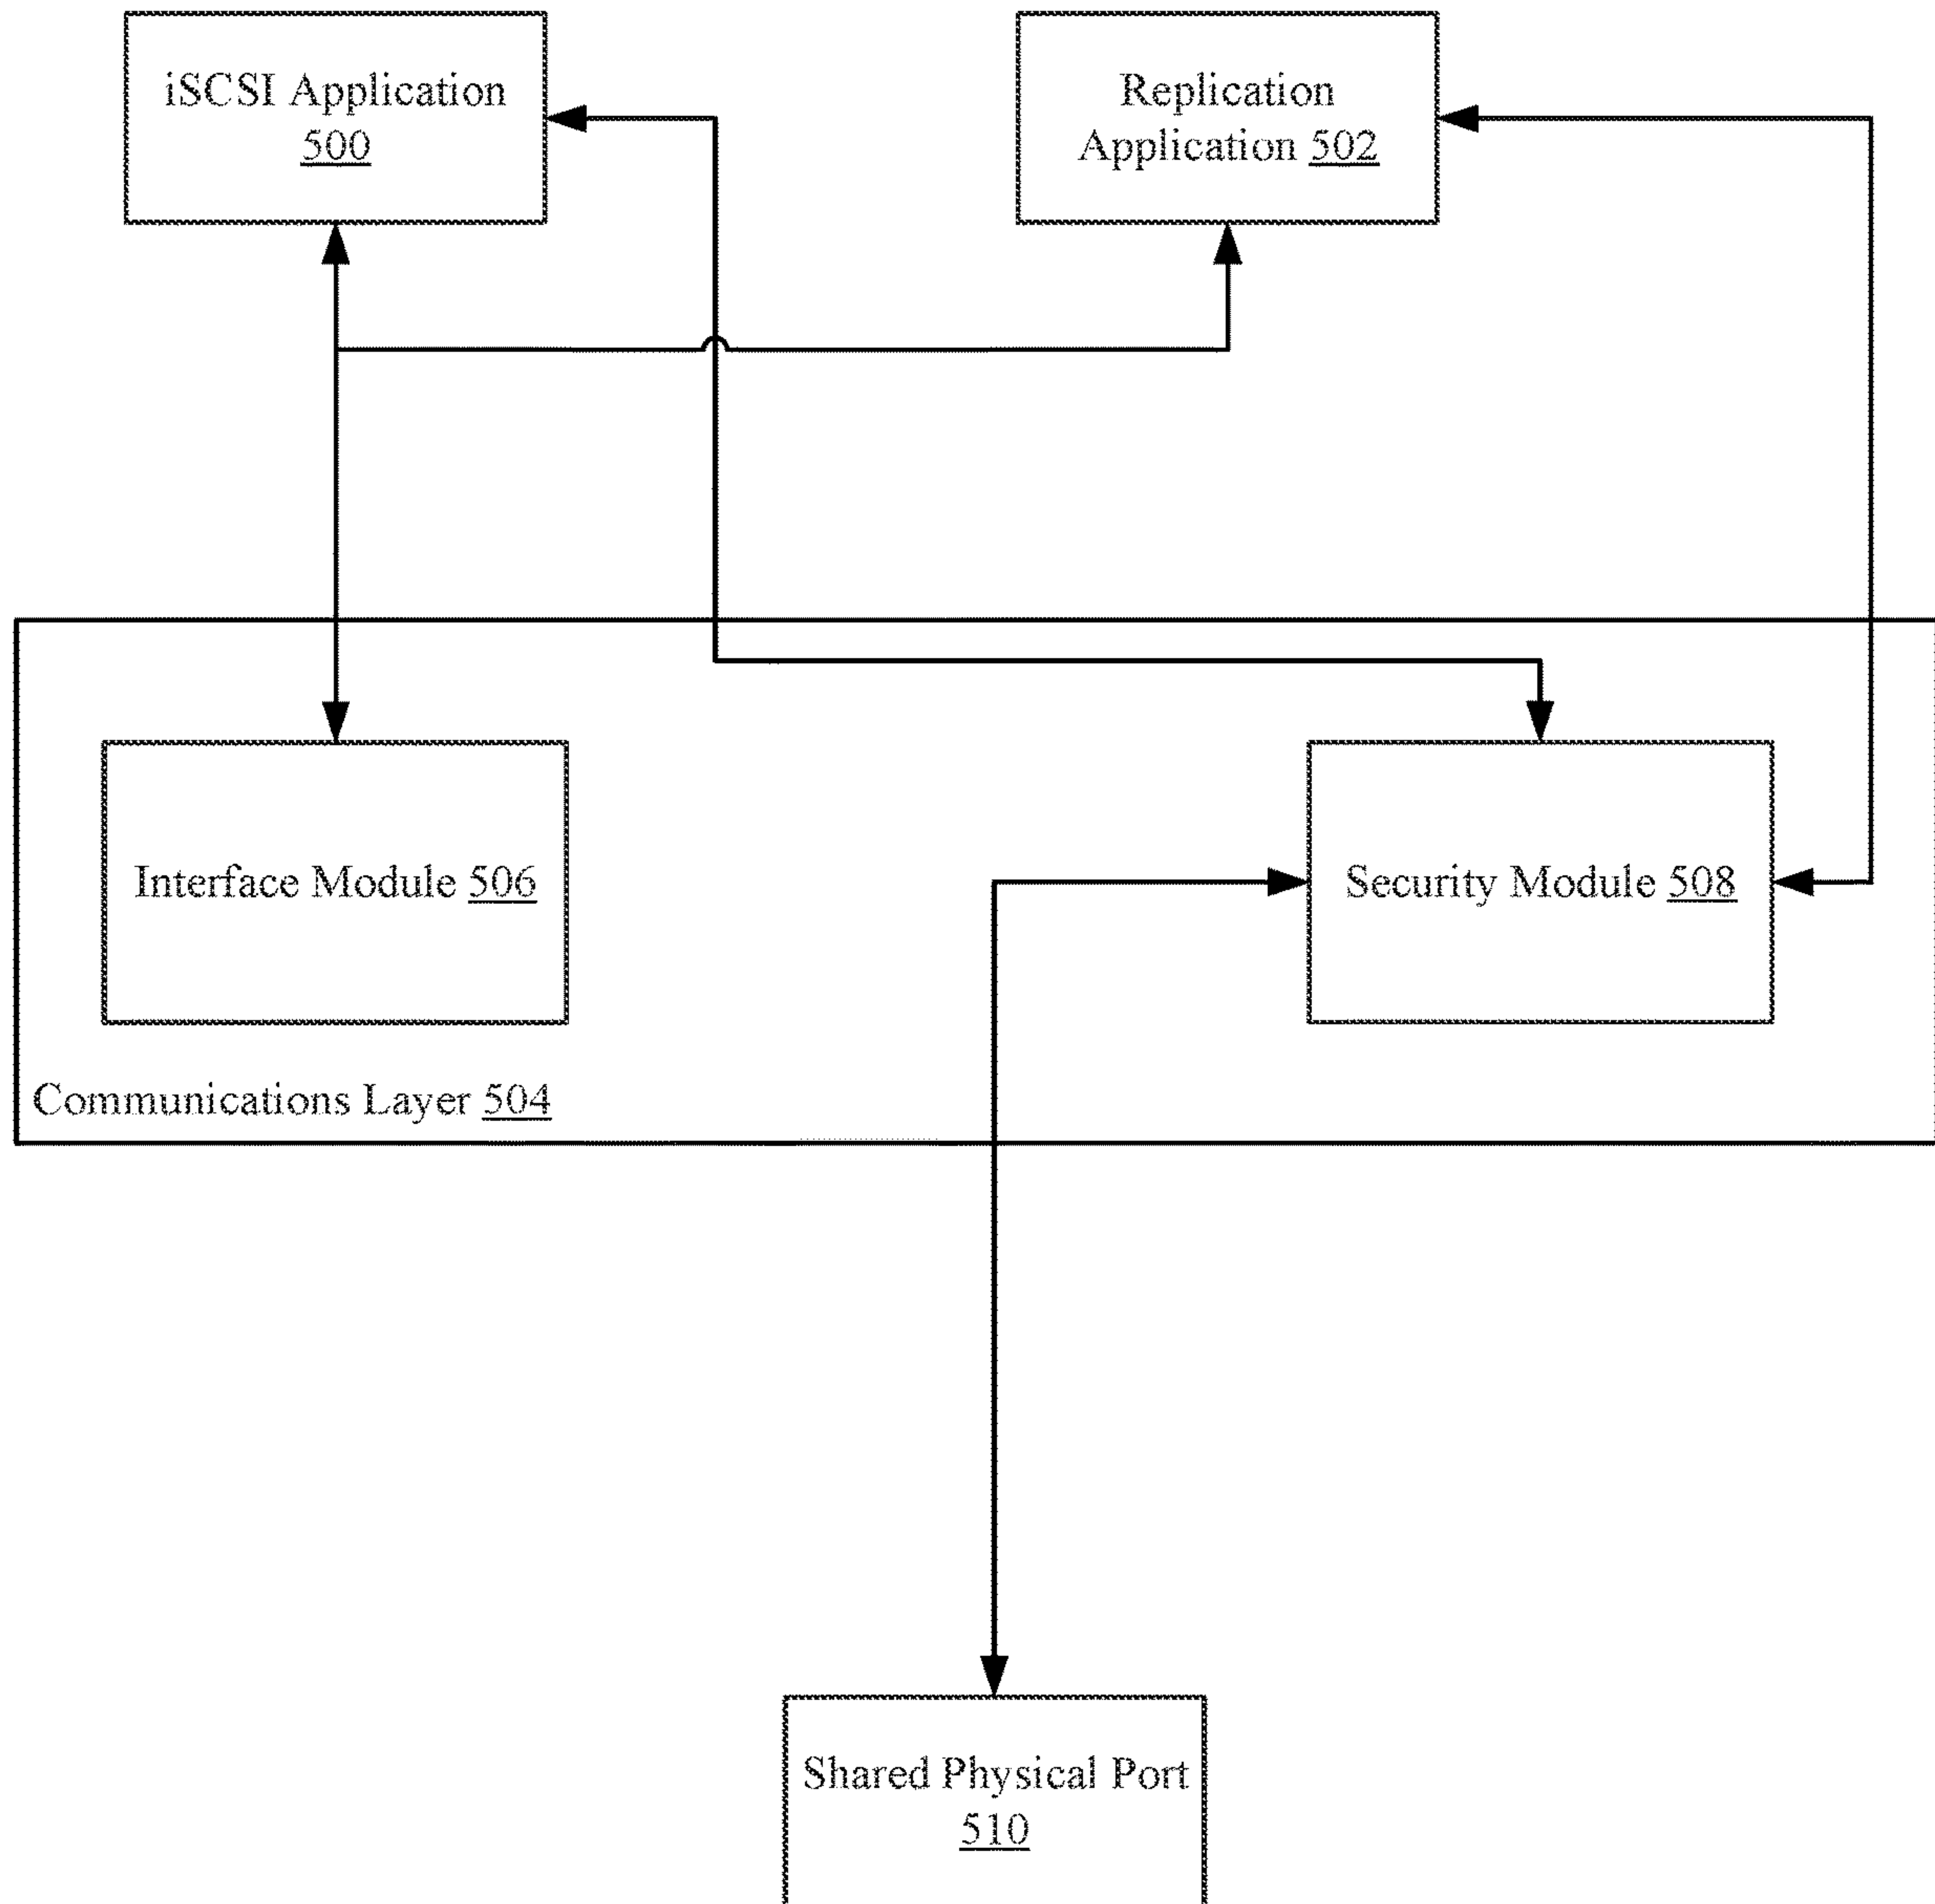 iSCSI Application
500
Replication
Application 502
Interface Module 506
Security Module 508
Communications Layer 504
Shared Physical Port
510